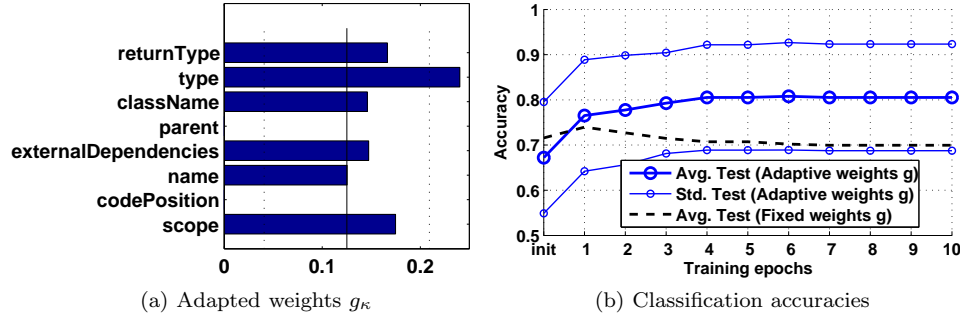 returnType
type
className
parent
externalDependencies
name
codePosition
scope
0 0.1 0.2
(a) Adapted weights gκ
1
0.9
0.8
0.7
0.6
0.5
Accuracy
Avg. Test (Adaptive weights g)
Std. Test (Adaptive weights g)
Avg. Test (Fixed weights g)
init 1 2 3 4 5 6 7 8 9 10
Training epochs
(b) Classification accuracies